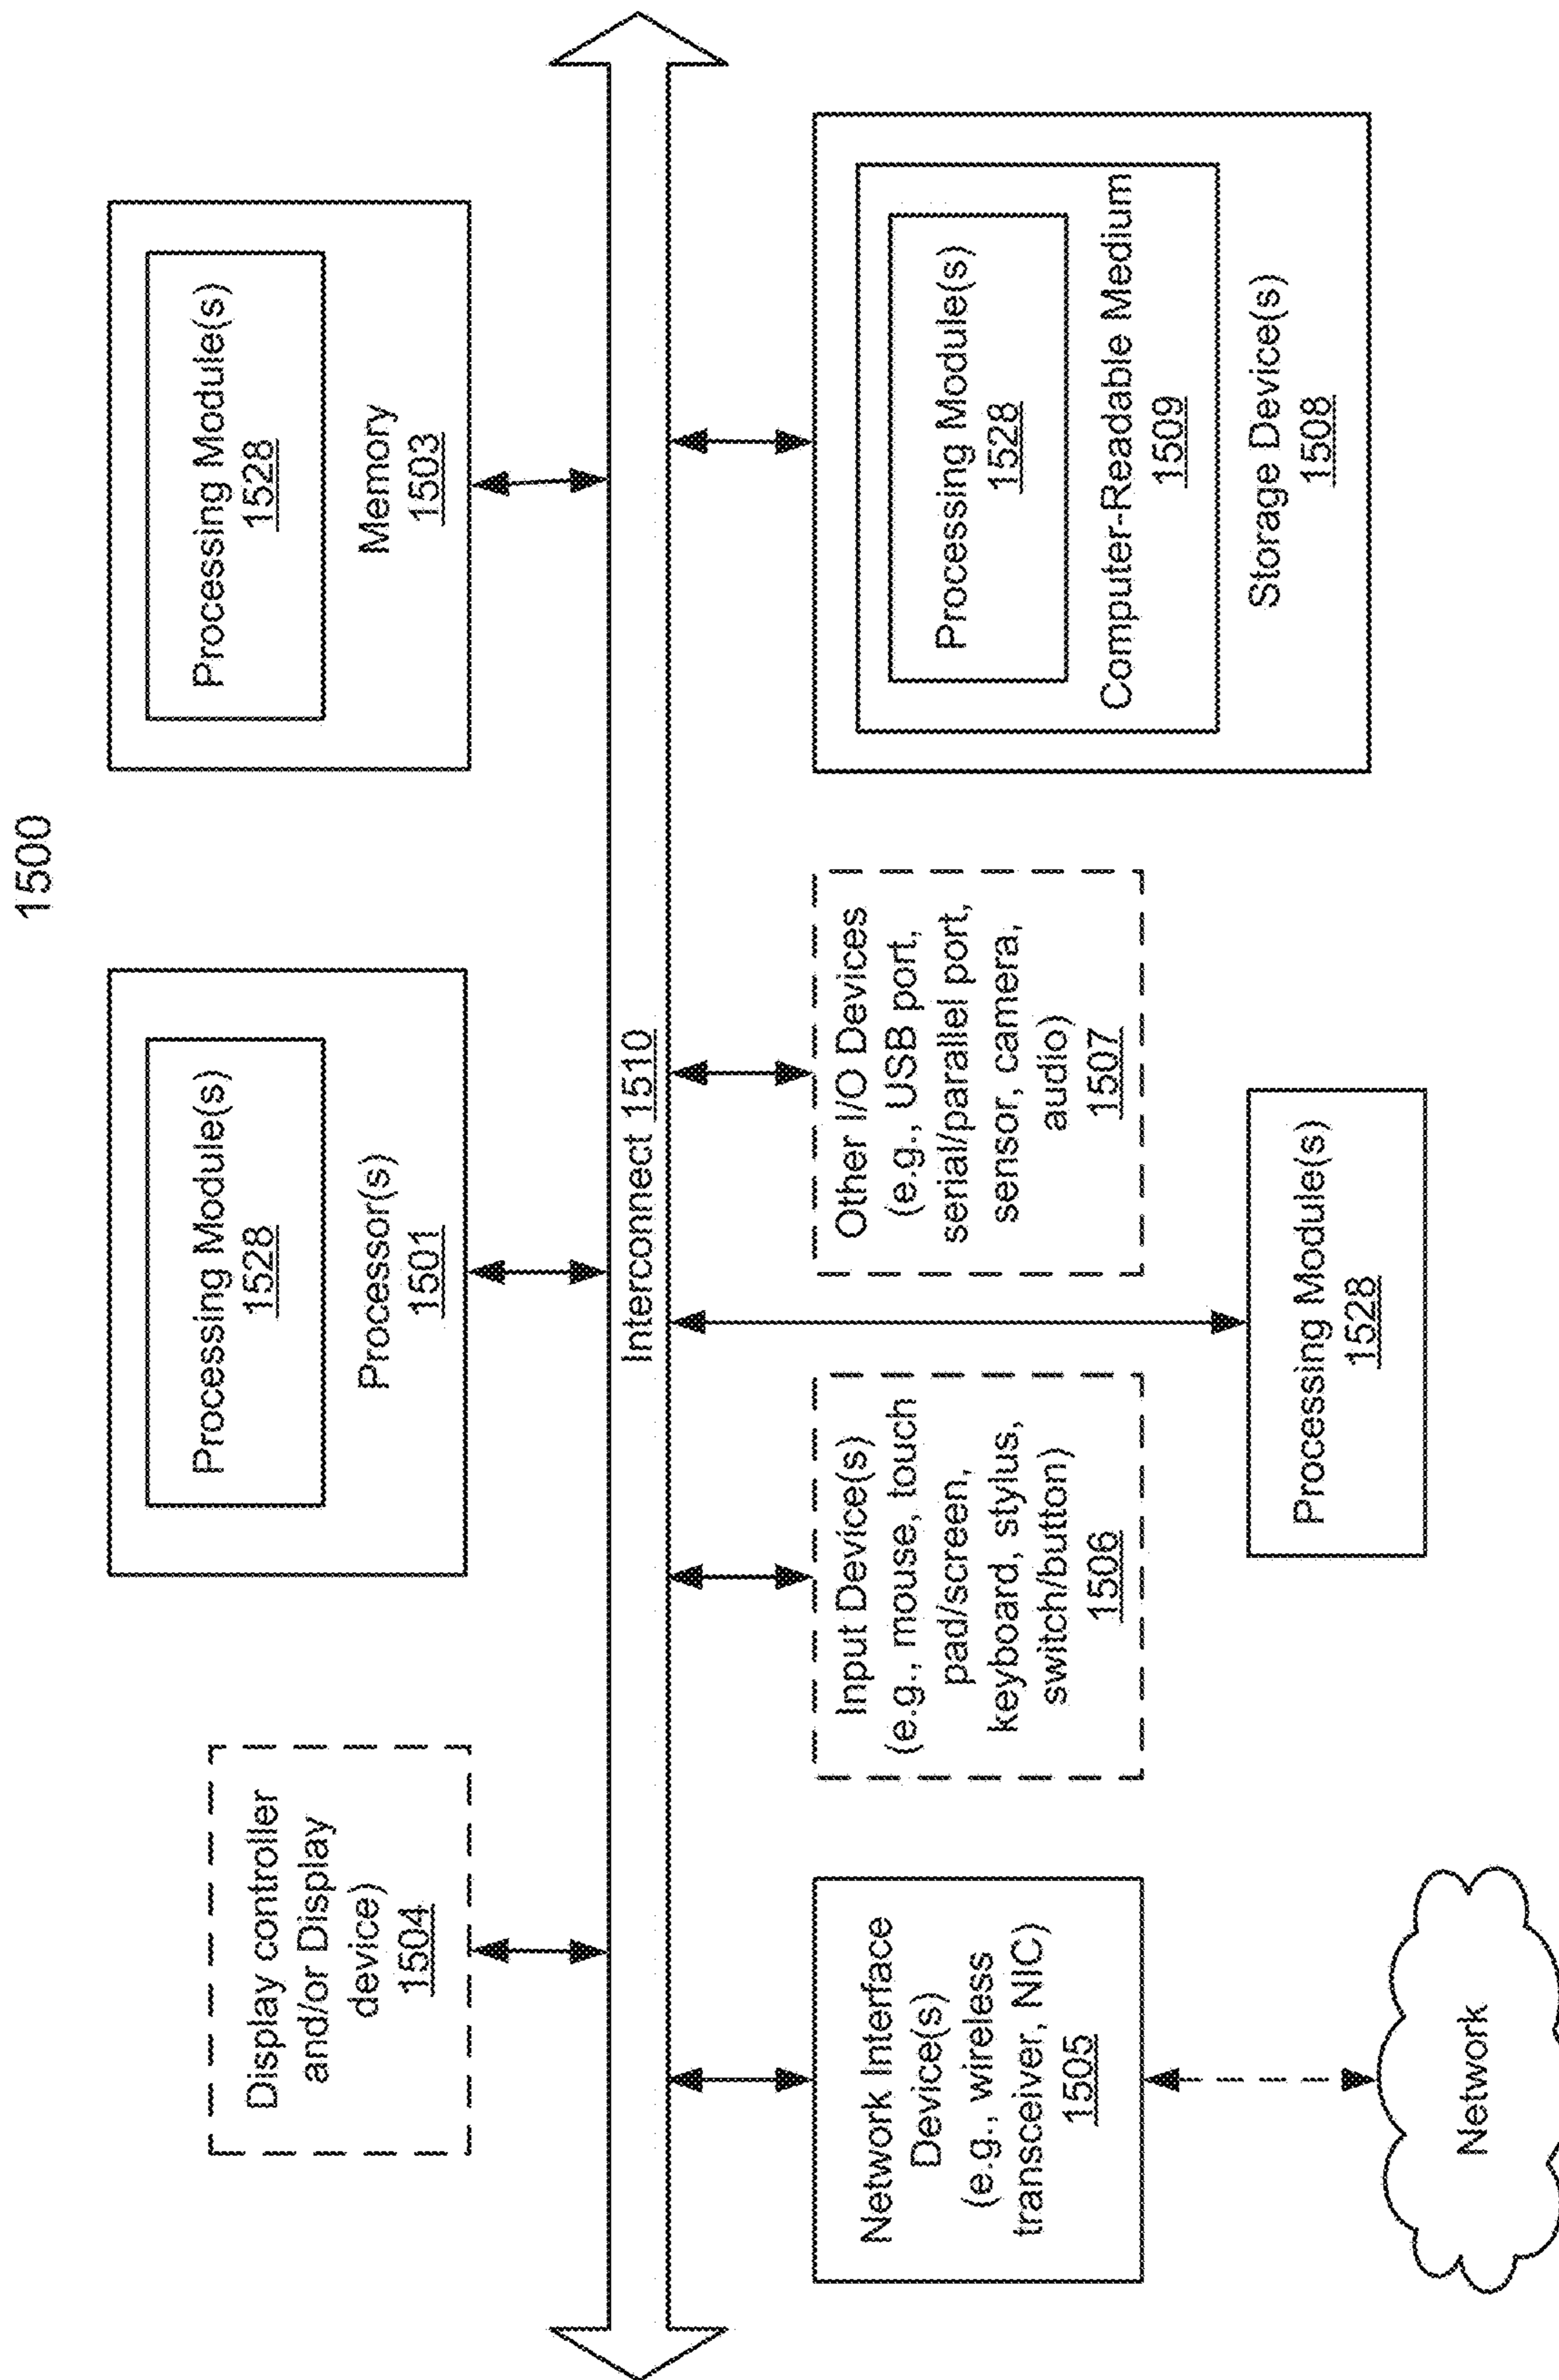 1500
Display controller
and/or Display
device)
1504
Processing Module(s)
1528
Processor(s)
1501
Processing Module(s)
1528
Memory
1503
Interconnect 1510
Network Interface
Device(s)
(e.g., wireless
transceiver, NIC)
1505
Input Device(s)
(e.g., mouse, touch
pad/screen,
keyboard, stylus,
switch/button)
1506
Other I/O Devices
(e.g., USB port,
serial/parallel port,
sensor, camera,
audio)
1507
Processing Module(s)
1528
Computer-Readable Medium
1509
Storage Device(s)
1508
Processing Module(s)
1528
Network